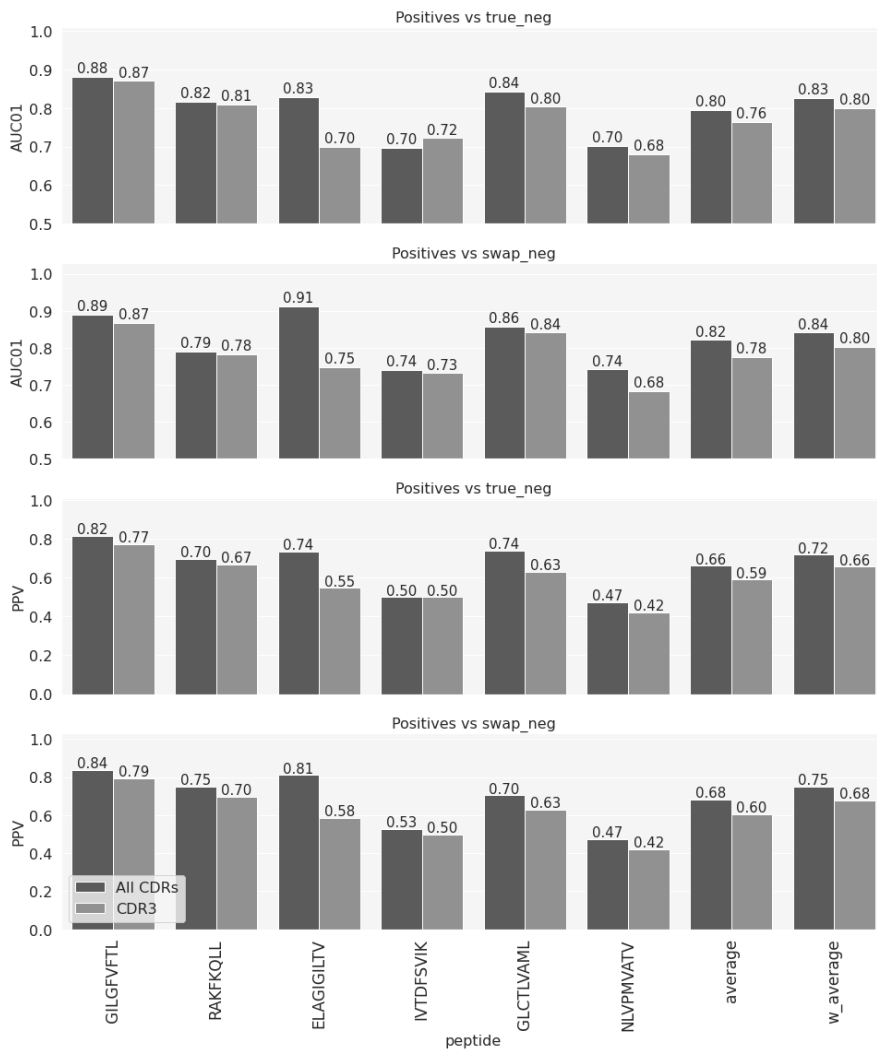 Positives vs true_neg
AUC01
1.0
0.9
0.8
0.7
0.6
0.5
0.88 0.87 0.82 0.81 0.83 0.70 0.70 0.72 0.84 0.80 0.70 0.68 0.80 0.76 0.83 0.80
Positives vs swap_neg
AUC01
1.0
0.9
0.8
0.7
0.6
0.5
0.89 0.87 0.79 0.78 0.91 0.75 0.74 0.73 0.86 0.84 0.74 0.68 0.82 0.78 0.84 0.80
Positives vs true_neg
PPV
1.0
0.8
0.6
0.4
0.2
0.0
0.82 0.77 0.70 0.67 0.74 0.55 0.50 0.50 0.74 0.63 0.47 0.42 0.66 0.59 0.72 0.66
Positives vs swap_neg
PPV
1.0
0.8
0.6
0.4
0.2
0.0
0.84 0.79 0.75 0.70 0.81 0.58 0.53 0.50 0.70 0.63 0.47 0.42 0.68 0.60 0.75 0.68
All CDRs
CDR3
GILGFVFTL
RAKFKQLL
ELAGIGILTV
IVTDFSVIK
GLCTLVAML
NLVPMVATV
average
w_average
peptide